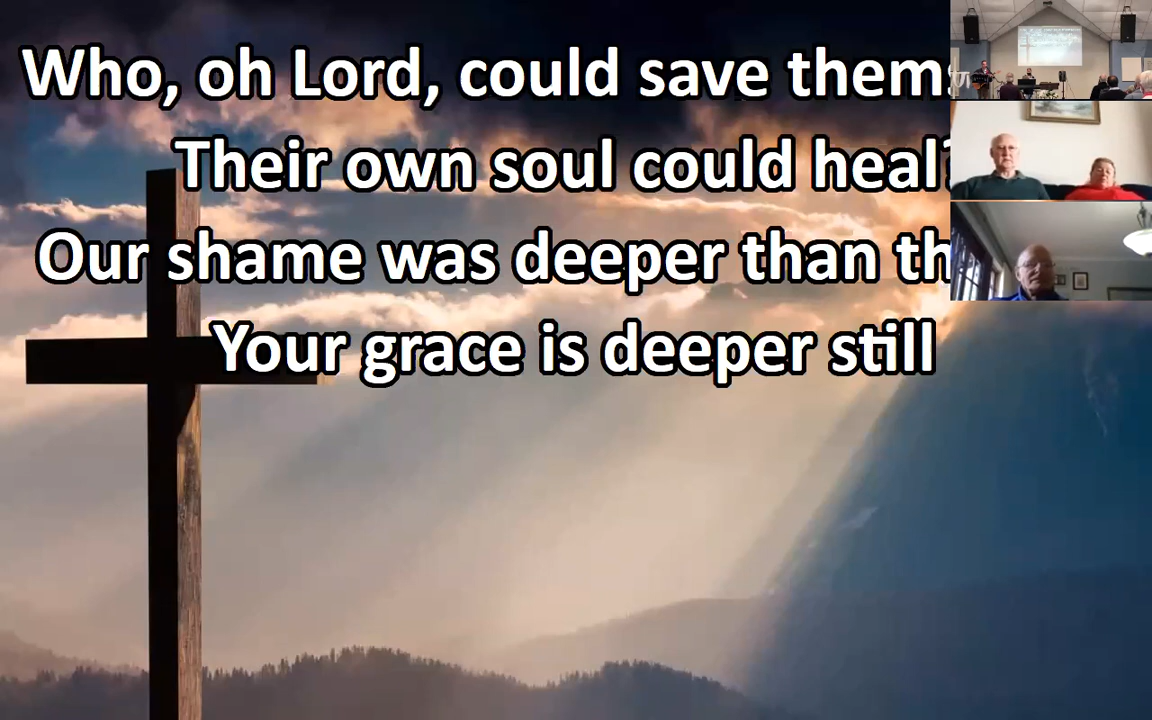 Who, oh Lord, could save thems
Their own soul could heal?
Our shame was deeper than th
Your grace is deeper still